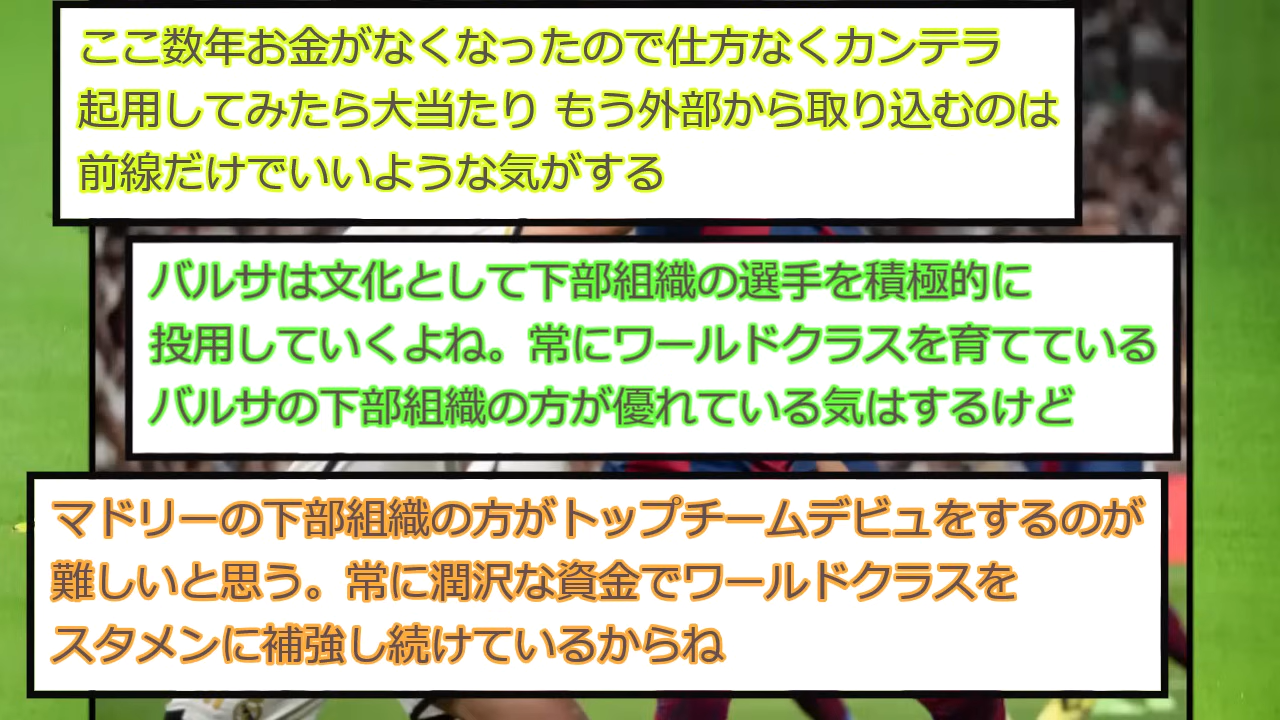 ここ数年お金がなくなったので仕方なくカンテラ
起用してみたら大当たり もう外部から取り込むのは
前線だけでいいような気がする
バルサは文化として下部組織の選手を積極的に
投用していくよね。常にワールドクラスを育てている
バルサの下部組織の方が優れている気はするけど
マドリーの下部組織の方がトップチームデビュをするのが
難しいと思う。常に潤沢な資金でワールドクラスを
スタメンに補強し続けているからね